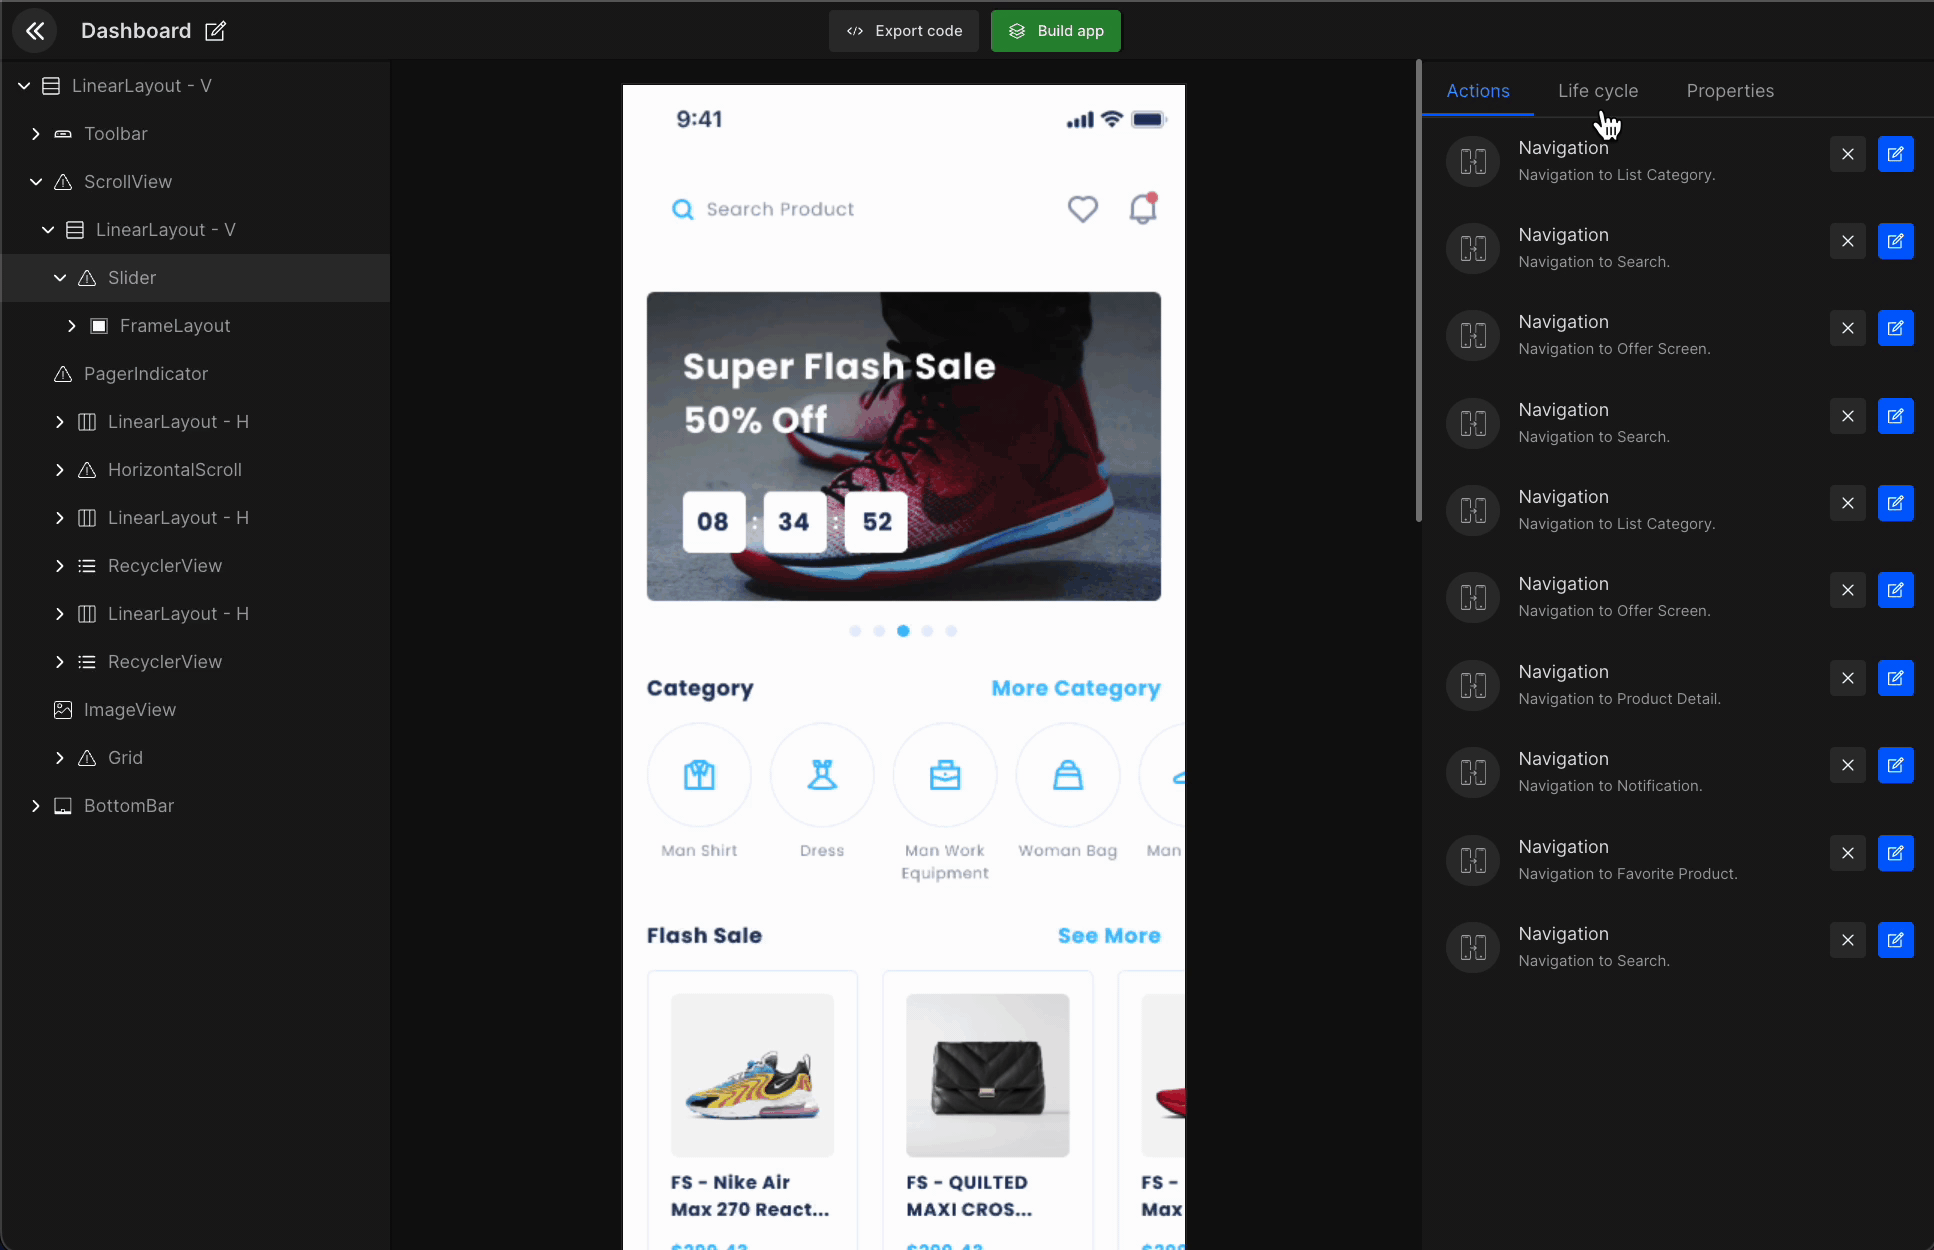 Dashboard
Export code
Build app
LinearLayout - V
Toolbar
ScrollView
LinearLayout - V
Slider
FrameLayout
PagerIndicator
LinearLayout - H
HorizontalScroll
LinearLayout - H
RecyclerView
LinearLayout - H
RecyclerView
ImageView
Grid
BottomBar
9:41
Search Product
Super Flash Sale
50% Off
08 : 34 : 52
Category
More Category
Man Shirt
Dress
Man Work
Equipment
Woman Bag
Man
Flash Sale
See More
FS - Nike Air
Max 270 React...
FS - QUILTED
MAXI CROS...
FS -
Max
$299,43
$299,43
Actions
Life cycle
Properties
Navigation
Navigation to List Category.
Navigation
Navigation to Search.
Navigation
Navigation to Offer Screen.
Navigation
Navigation to Search.
Navigation
Navigation to List Category.
Navigation
Navigation to Offer Screen.
Navigation
Navigation to Product Detail.
Navigation
Navigation to Notification.
Navigation
Navigation to Favorite Product.
Navigation
Navigation to Search.